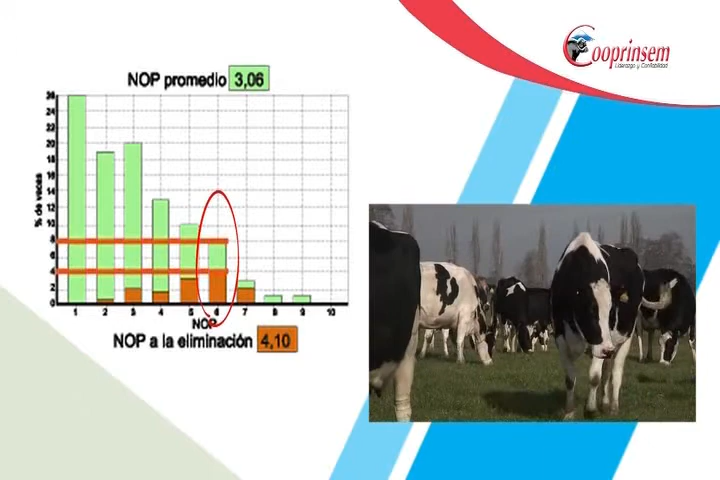 Cooprinsem
Liderazgo y Confiabilidad
NOP promedio 3,06
% de vacas
26
24
22
20
18
16
14
12
10
8
6
4
2
0
1 2 3 4 5 6 7 8 9 10
NOP
NOP a la eliminación 4,10